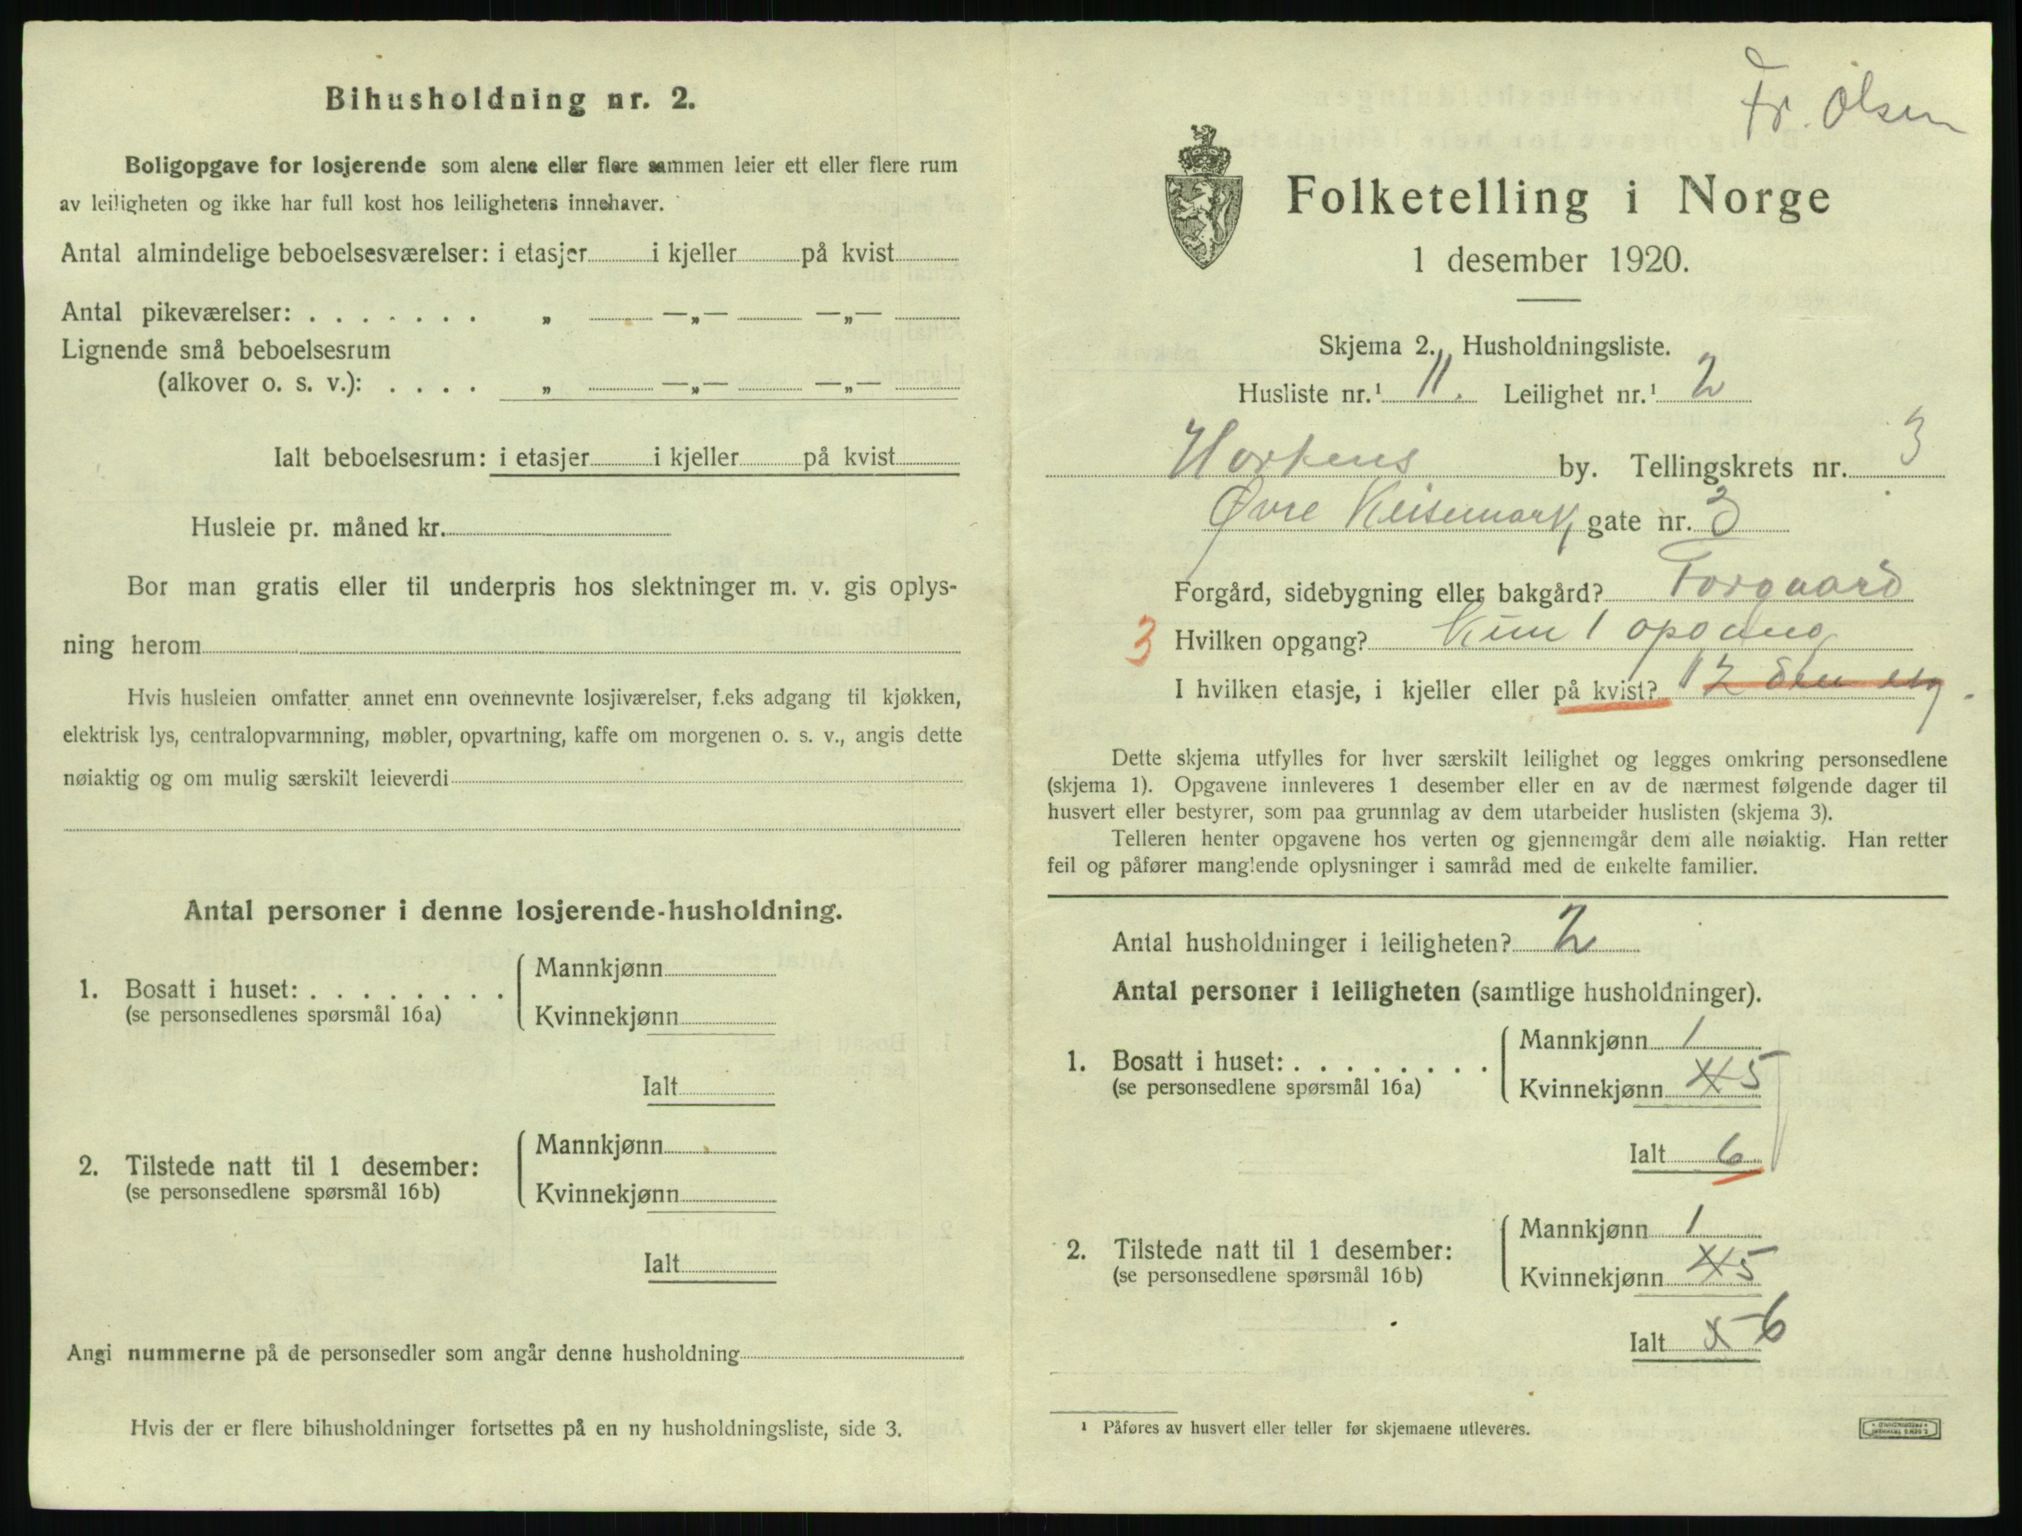 Bihusholdning nr. 2.
Boligopgave for losjerende som alene eller flere sammen leier ett eller flere rum
av leiligheten og ikke har full kost hos leilighetens innehaver.
Antal almindelige beboelsesværelser: i etasjer i kjeller på kvist
Antal pikeværelser: . . . . . . . „ —„— —„—
Lignende små beboelsesrum
(alkover o. s. v.): . . . . „ —„— —„—
Ialt beboelsesrum: i etasjer i kjeller på kvist
Husleie pr. måned kr.
Bor man gratis eller til underpris hos slektninger m. v. gis oplys-
ning herom
Hvis husleien omfatter annet enn ovennevnte losjiværelser, f.eks adgang til kjøkken,
elektrisk lys, centralopvarmning, møbler, opvartning, kaffe om morgenen o. s. v., angis dette
nøiaktig og om mulig særskilt leieverdi
Antal personer i denne losjerende-husholdning.
1. Bosatt i huset: . . . . . . . .
(se personsedlenes spørsmål 16a)
Mannkjønn
Kvinnekjønn
Ialt
2. Tilstede natt til 1 desember:
(se personsedlene spørsmål 16b)
Mannkjønn
Kvinnekjønn
Ialt
Angi nummerne på de personsedler som angår denne husholdning
Hvis der er flere bihusholdninger fortsettes på en ny husholdningsliste, side 3.
Fr. Olsen
Folketelling i Norge
1 desember 1920.
Skjema 2. Husholdningsliste.
Husliste nr.¹ 11. Leilighet nr.¹ 2
Hortens by. Tellingskrets nr. 3
Øvre Keisemark gate nr. 3
Forgård, sidebygning eller bakgård? Forgaard
3 Hvilken opgang? Kun 1 opgang
I hvilken etasje, i kjeller eller på kvist? 2
Dette skjema utfylles for hver særskilt leilighet og legges omkring personsedlene
(skjema 1). Opgavene innleveres 1 desember eller en av de nærmest følgende dager til
husvert eller bestyrer, som paa grunnlag av dem utarbeider huslisten (skjema 3).
Telleren henter opgavene hos verten og gjennemgår dem alle nøiaktig. Han retter
feil og påfører manglende oplysninger i samråd med de enkelte familier.
Antal husholdninger i leiligheten? 2
Antal personer i leiligheten (samtlige husholdninger).
1. Bosatt i huset: . . . . . . . .
(se personsedlene spørsmål 16a)
Mannkjønn 1
Kvinnekjønn 5
Ialt 6
2. Tilstede natt til 1 desember:
(se personsedlene spørsmål 16b)
Mannkjønn 1
Kvinnekjønn 5
Ialt 6
¹ Påføres av husvert eller teller før skjemaene utleveres.